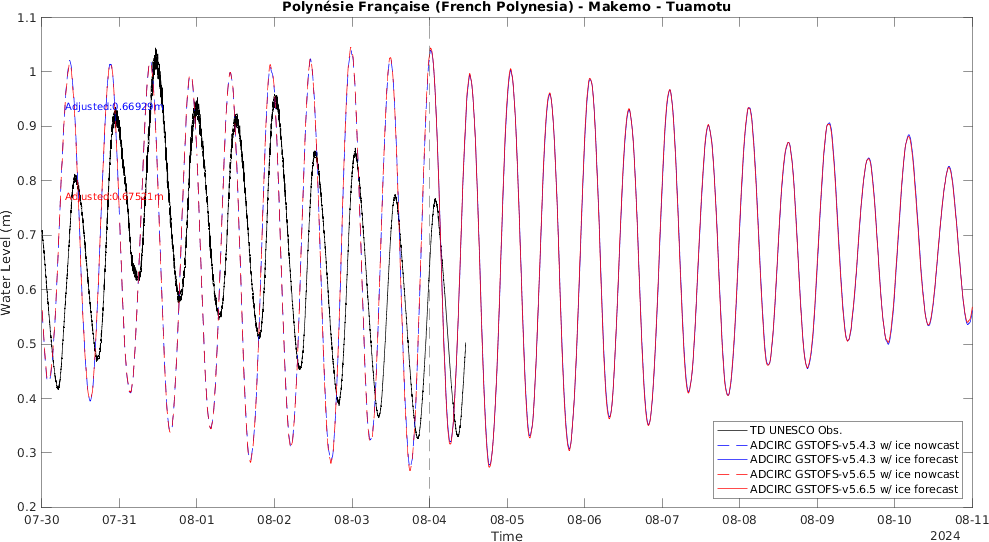 Polynésie Française (French Polynesia) - Makemo - Tuamotu
Water Level (m)
1.1
1
0.9
0.8
0.7
0.6
0.5
0.4
0.3
0.2
Adjusted:0.66929m
Adjusted:0.67521m
TD UNESCO Obs.
ADCIRC GSTOFS-v5.4.3 w/ ice nowcast
ADCIRC GSTOFS-v5.4.3 w/ ice forecast
ADCIRC GSTOFS-v5.6.5 w/ ice nowcast
ADCIRC GSTOFS-v5.6.5 w/ ice forecast
07-30 07-31 08-01 08-02 08-03 08-04 08-05 08-06 08-07 08-08 08-09 08-10 08-11
Time
2024